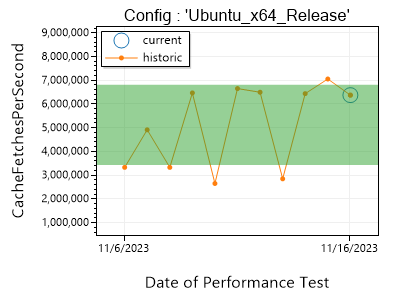 Config : 'Ubuntu_x64_Release'
CacheFetchesPerSecond
9,000,000
8,000,000
7,000,000
6,000,000
5,000,000
4,000,000
3,000,000
2,000,000
1,000,000
current
historic
11/6/2023
11/16/2023
Date of Performance Test